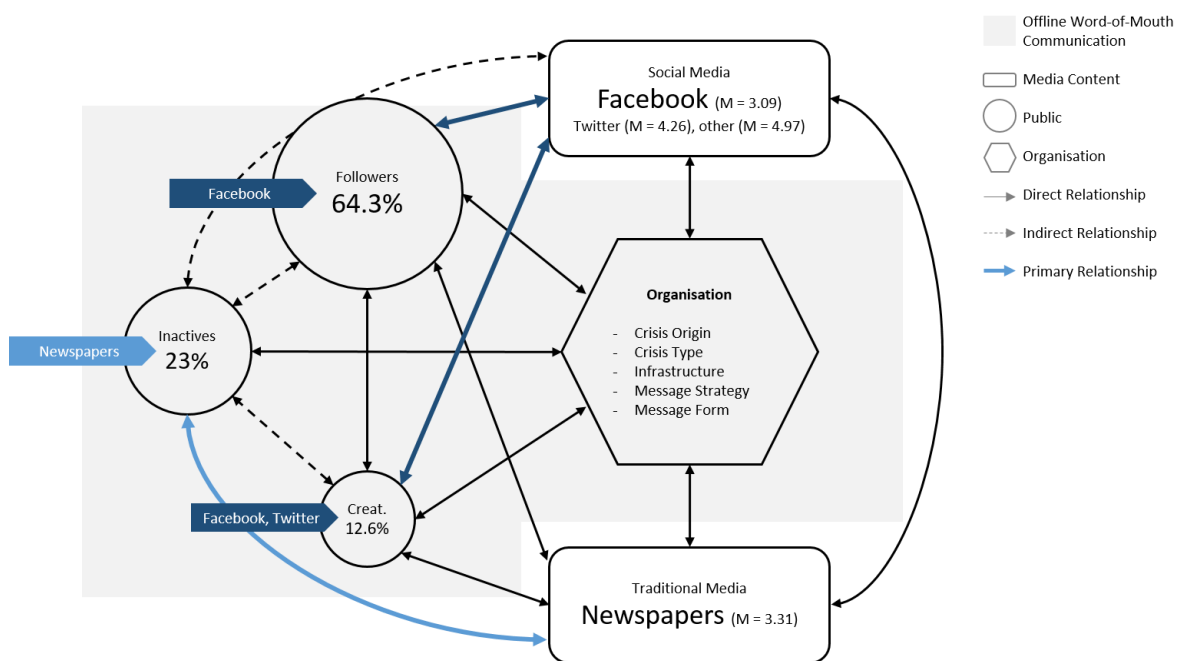 Social Media
Facebook (M = 3.09)
Twitter (M = 4.26), other (M = 4.97)
Followers
64.3%
Facebook
Inactives
23%
Newspapers
Organisation
- Crisis Origin
- Crisis Type
- Infrastructure
- Message Strategy
- Message Form
Creat.
12.6%
Facebook, Twitter
Traditional Media
Newspapers (M = 3.31)
Offline Word-of-Mouth
Communication
Media Content
Public
Organisation
Direct Relationship
Indirect Relationship
Primary Relationship